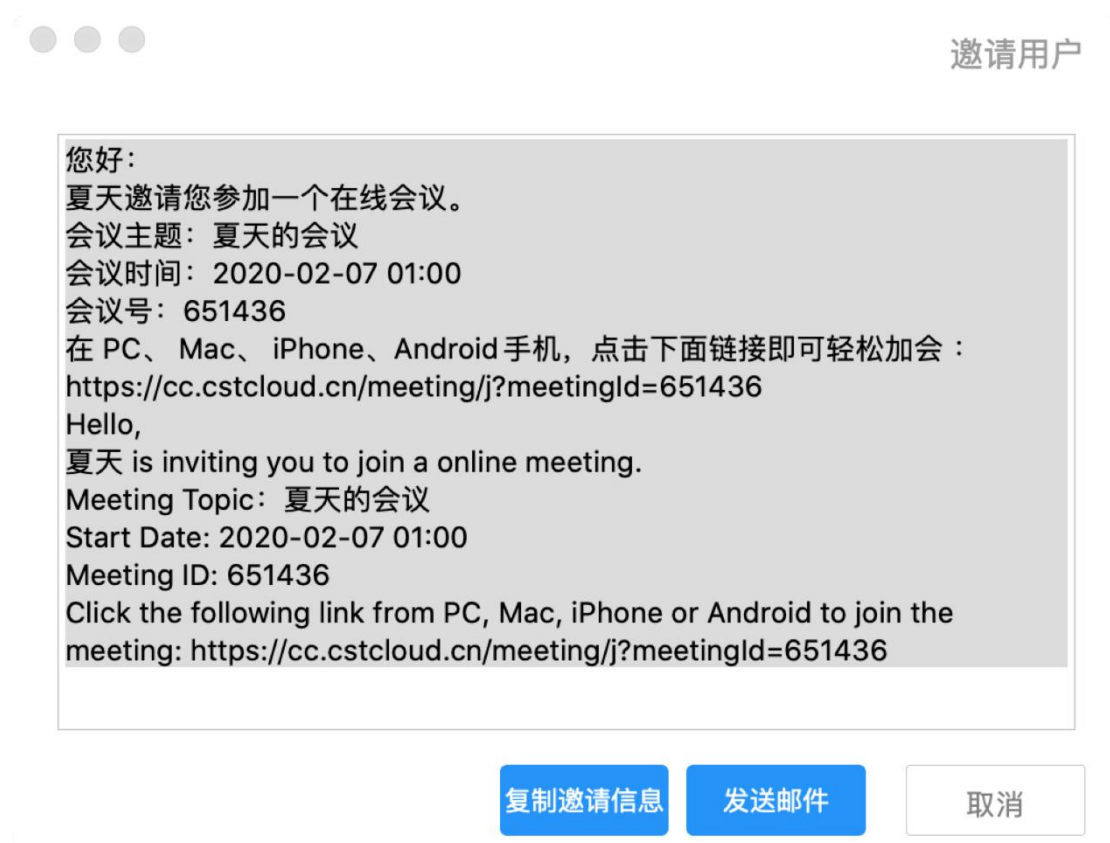 邀请用户
您好：
夏天邀请您参加一个在线会议。
会议主题：夏天的会议
会议时间：2020-02-07 01:00
会议号：651436
在 PC、 Mac、 iPhone、Android手机，点击下面链接即可轻松加会 ：
https://cc.cstcloud.cn/meeting/j?meetingId=651436
Hello,
夏天 is inviting you to join a online meeting.
Meeting Topic：夏天的会议
Start Date: 2020-02-07 01:00
Meeting ID: 651436
Click the following link from PC, Mac, iPhone or Android to join the
meeting: https://cc.cstcloud.cn/meeting/j?meetingId=651436
复制邀请信息
发送邮件
取消